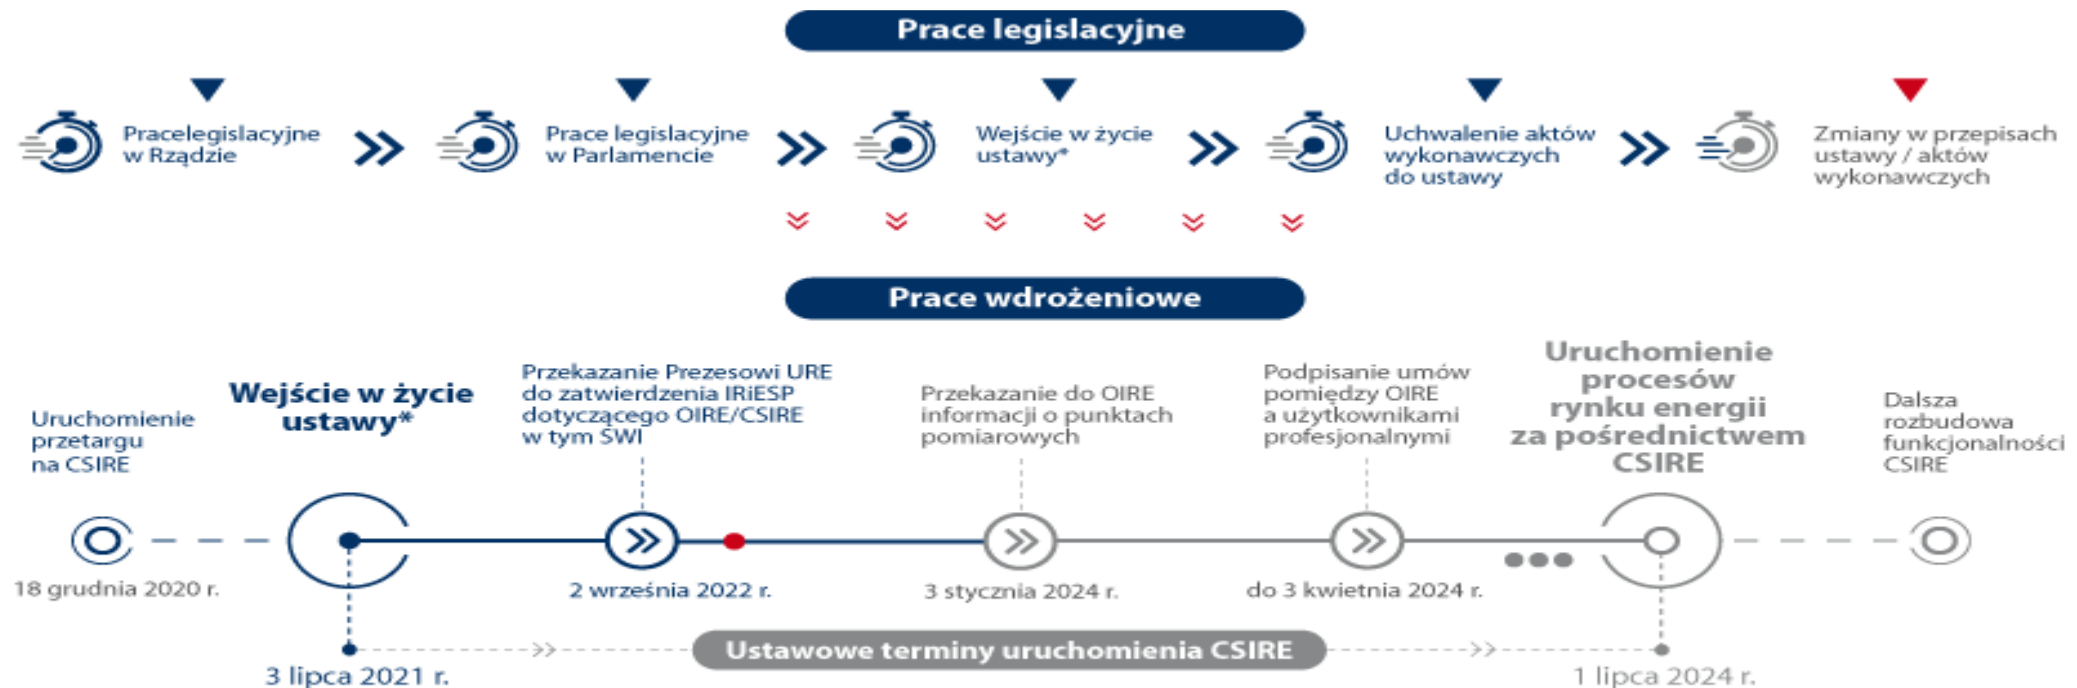 Prace legislacyjne
Pracelegislacyjne
w Rządzie
Prace legislacyjne
w Parlamencie
Wejście w życie
ustawy*
Uchwalenie aktów
wykonawczych
do ustawy
Zmiany w przepisach
ustawy / aktów
wykonawczych
Prace wdrożeniowe
Uruchomienie
przetargu
na CSIRE
18 grudnia 2020 r.
Wejście w życie
ustawy*
3 lipca 2021 r.
Przekazanie Prezesowi URE
do zatwierdzenia IRiESP
dotyczącego OIRE/CSIRE
w tym SWI
2 września 2022 r.
Przekazanie do OIRE
informacji o punktach
pomiarowych
3 stycznia 2024 r.
Podpisanie umów
pomiędzy OIRE
a użytkownikami
profesjonalnymi
do 3 kwietnia 2024 r.
Uruchomienie
procesów
rynku energii
za pośrednictwem
CSIRE
1 lipca 2024 r.
Dalsza
rozbudowa
funkcjonalności
CSIRE
Ustawowe terminy uruchomienia CSIRE